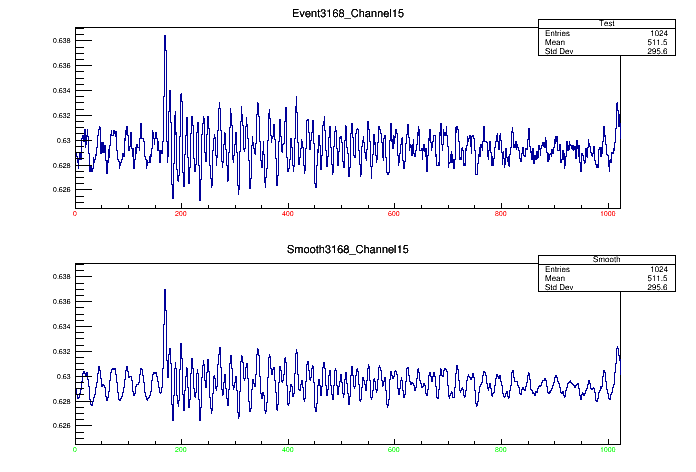 Event3168_Channel15
Test
Entries 1024
Mean 511.5
Std Dev 295.6
0.638
0.636
0.634
0.632
0.63
0.628
0.626
0 200 400 600 800 1000
Smooth3168_Channel15
Smooth
Entries 1024
Mean 511.5
Std Dev 295.6
0.638
0.636
0.634
0.632
0.63
0.628
0.626
0 200 400 600 800 1000